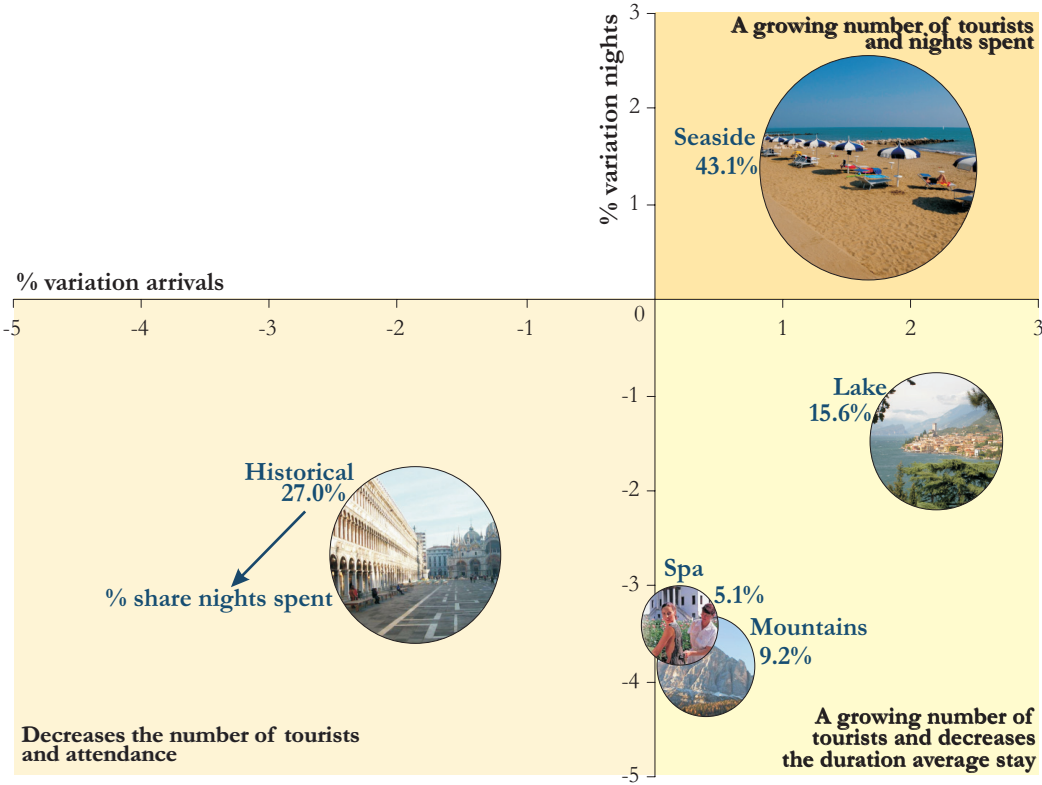 3
A growing number of tourists
and nights spent
% variation nights
2
Seaside
43.1%
1
% variation arrivals
-5
-4
-3
-2
-1
0
1
2
3
Lake
15.6%
-1
Historical
27.0%
-2
% share nights spent
Spa
5.1%
-3
Mountains
9.2%
-4
Decreases the number of tourists
and attendance
A growing number of
tourists and decreases
the duration average stay
-5